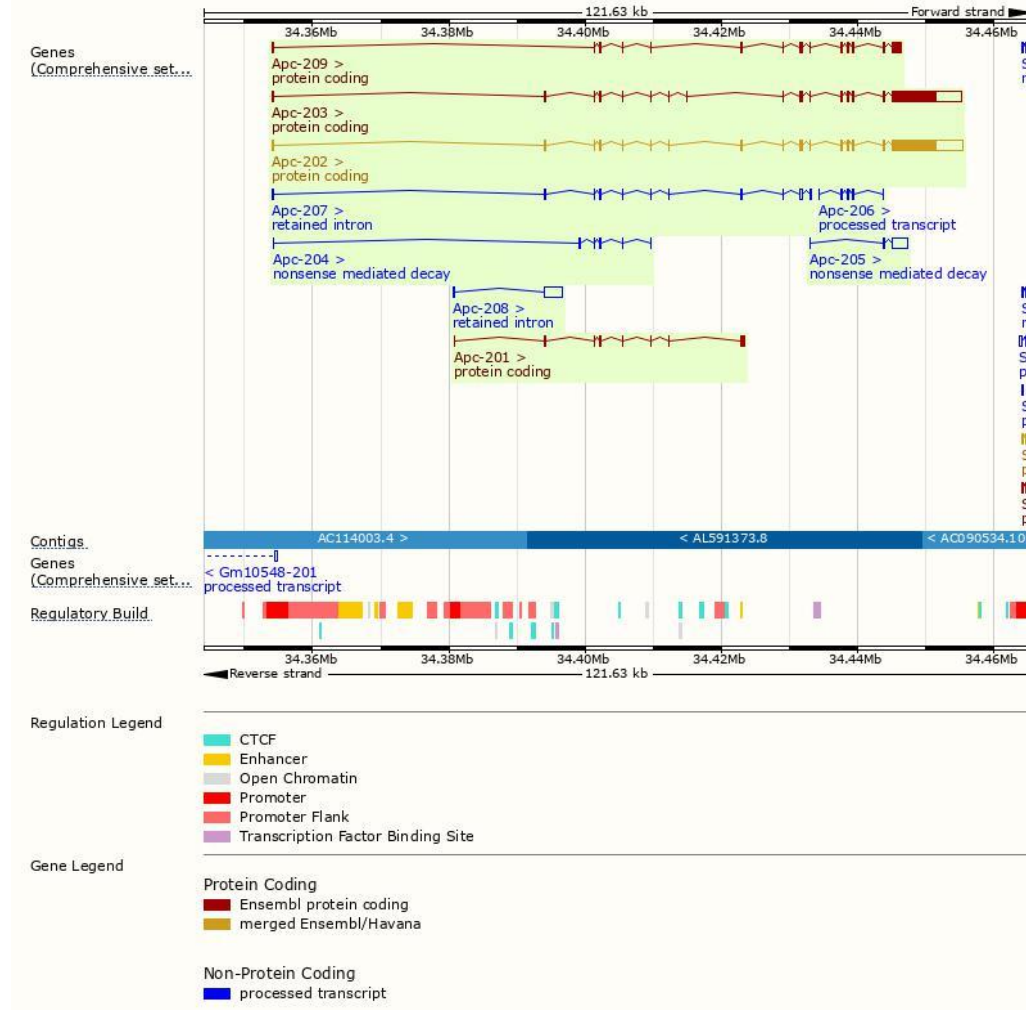 121.63 kb
Forward strand
34.36Mb 34.38Mb 34.40Mb 34.42Mb 34.44Mb 34.46Mb
Genes
(Comprehensive set...
Apc-209 >
protein coding
Apc-203 >
protein coding
Apc-202 >
protein coding
Apc-207 >
retained intron
Apc-206 >
processed transcript
Apc-204 >
nonsense mediated decay
Apc-205 >
nonsense mediated decay
Apc-208 >
retained intron
Apc-201 >
protein coding
Contigs
AC114003.4 >
< AL591373.8
< AC090534.10
Genes
(Comprehensive set...
< Gm10548-201
processed transcript
Regulatory Build
34.36Mb 34.38Mb 34.40Mb 34.42Mb 34.44Mb 34.46Mb
Reverse strand
121.63 kb
Regulation Legend
CTCF
Enhancer
Open Chromatin
Promoter
Promoter Flank
Transcription Factor Binding Site
Gene Legend
Protein Coding
Ensembl protein coding
merged Ensembl/Havana
Non-Protein Coding
processed transcript